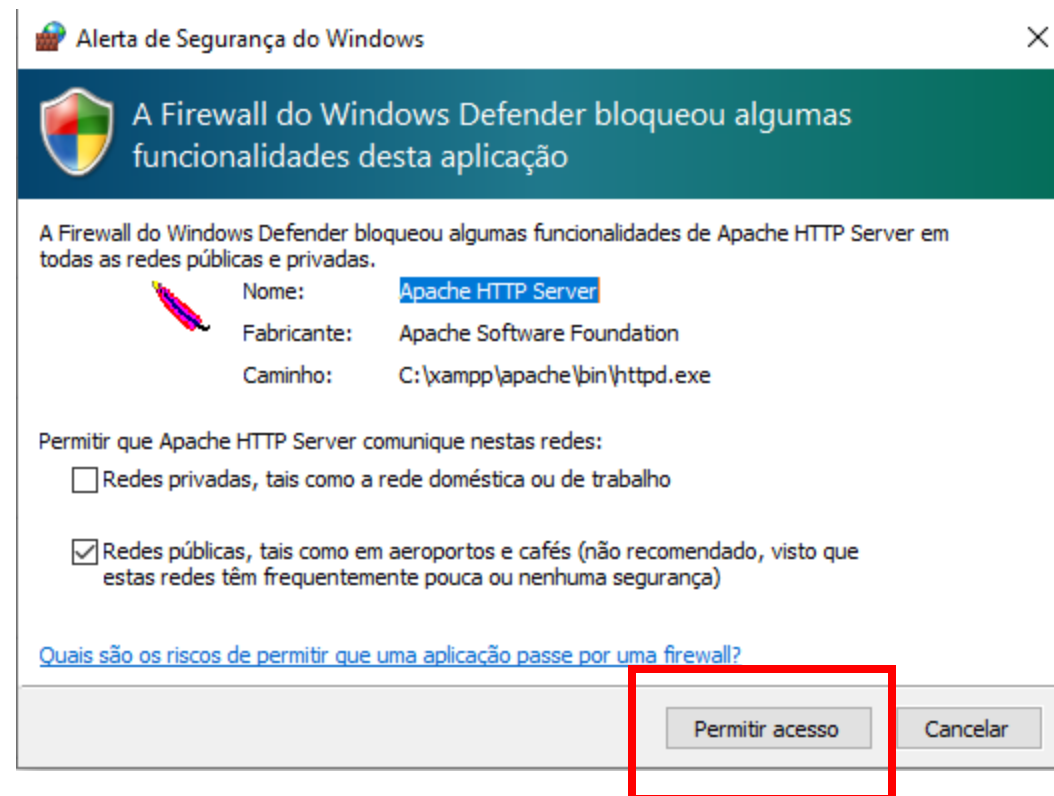 Alerta de Segurança do Windows
A Firewall do Windows Defender bloqueou algumas
funcionalidades desta aplicação
A Firewall do Windows Defender bloqueou algumas funcionalidades de Apache HTTP Server em
todas as redes públicas e privadas.
Nome: Apache HTTP Server
Fabricante: Apache Software Foundation
Caminho: C:\xampp\apache\bin\httpd.exe
Permitir que Apache HTTP Server comunique nestas redes:
Redes privadas, tais como a rede doméstica ou de trabalho
Redes públicas, tais como em aeroportos e cafés (não recomendado, visto que
estas redes têm frequentemente pouca ou nenhuma segurança)
Quais são os riscos de permitir que uma aplicação passe por uma firewall?
Permitir acesso Cancelar